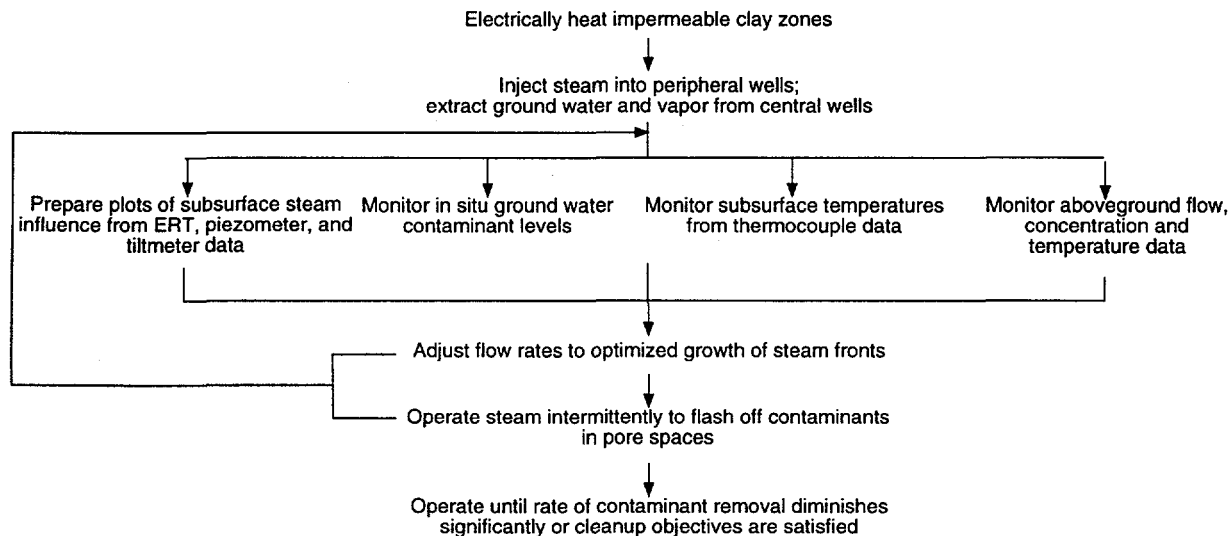 Electrically heat impermeable clay zones
Inject steam into peripheral wells;
extract ground water and vapor from central wells
Prepare plots of subsurface steam
influence from ERT, piezometer, and
tiltmeter data
Monitor in situ ground water
contaminant levels
Monitor subsurface temperatures
from thermocouple data
Monitor aboveground flow,
concentration and
temperature data
Adjust flow rates to optimized growth of steam fronts
Operate steam intermittently to flash off contaminants
in pore spaces
Operate until rate of contaminant removal diminishes
significantly or cleanup objectives are satisfied